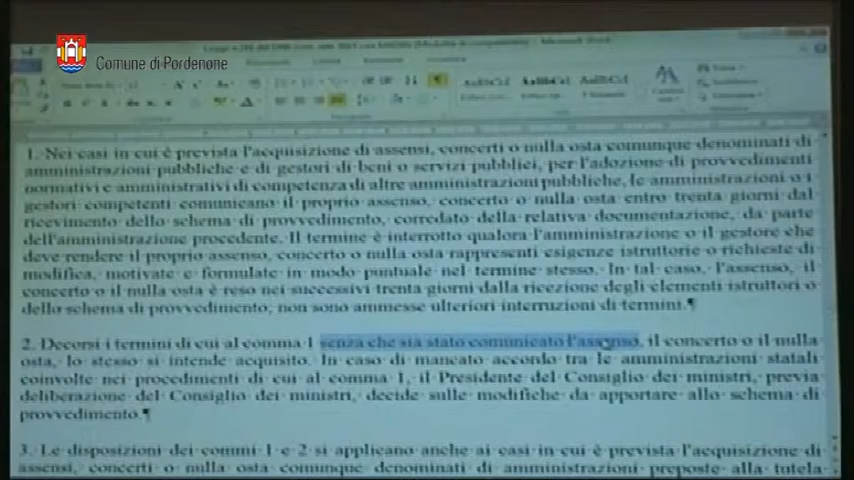 Comune di Pordenone
1. Nei casi in cui è prevista l'acquisizione di assensi, concerti o nulla osta comunque denominati di
amministrazioni pubbliche e di gestori di beni o servizi pubblici, per l'adozione di provvedimenti
normativi e amministrativi di competenza di altre amministrazioni pubbliche, le amministrazioni o i
gestori competenti comunicano il proprio assenso, concerto o nulla osta entro trenta giorni dal
ricevimento dello schema di provvedimento, corredato della relativa documentazione, da parte
dell'amministrazione procedente. Il termine è interrotto qualora l'amministrazione o il gestore che
deve rendere il proprio assenso, concerto o nulla osta rappresenti esigenze istruttorie o richieste di
modifica, motivate e formulate in modo puntuale nel termine stesso. In tal caso, l'assenso, il
concerto o il nulla osta è reso nei successivi trenta giorni dalla ricezione degli elementi istruttori o
dello schema di provvedimento; non sono ammesse ulteriori interruzioni di termini.¶
2. Decorsi i termini di cui al comma 1 senza che sia stato comunicato l'assenso, il concerto o il nulla
osta, lo stesso si intende acquisito. In caso di mancato accordo tra le amministrazioni statali
coinvolte nei procedimenti di cui al comma 1, il Presidente del Consiglio dei ministri, previa
deliberazione del Consiglio dei ministri, decide sulle modifiche da apportare allo schema di
provvedimento.¶
3. Le disposizioni dei commi 1 e 2 si applicano anche ai casi in cui è prevista l'acquisizione di
assensi, concerti o nulla osta comunque denominati di amministrazioni preposte alla tutela